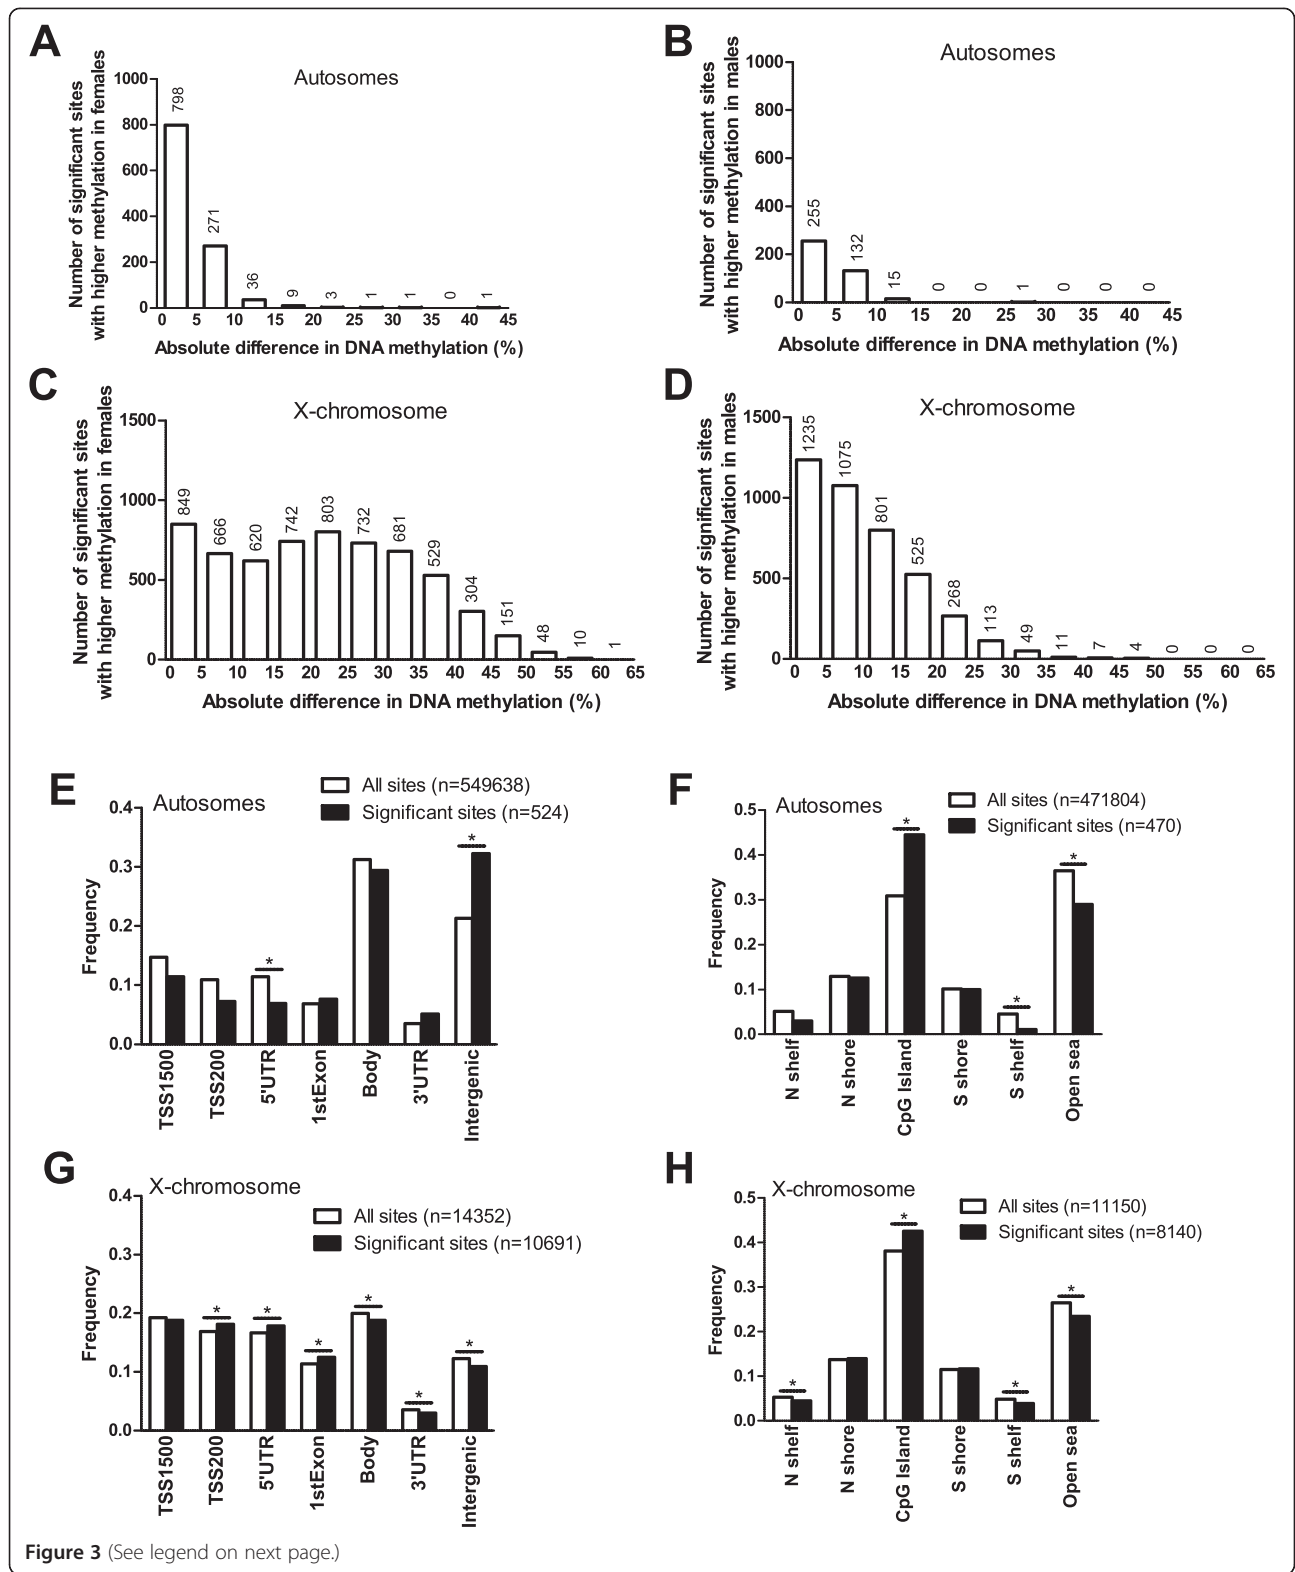 A
Autosomes
Number of significant sites
with higher methylation in females
1000
800
600
400
200
0
798
271
36
9
3
1
1
0
1
0 5 10 15 20 25 30 35 40 45
Absolute difference in DNA methylation (%)
B
Autosomes
Number of significant sites
with higher methylation in males
1000
800
600
400
200
0
255
132
15
0
0
1
0
0
0
0 5 10 15 20 25 30 35 40 45
Absolute difference in DNA methylation (%)
C
X-chromosome
Number of significant sites
with higher methylation in females
1500
1000
500
0
849
666
620
742
803
732
681
529
304
151
48
10
1
0 5 10 15 20 25 30 35 40 45 50 55 60 65
Absolute difference in DNA methylation (%)
D
X-chromosome
Number of significant sites
with higher methylation in males
1500
1000
500
0
1235
1075
801
525
268
113
49
11
7
4
0
0
0
0 5 10 15 20 25 30 35 40 45 50 55 60 65
Absolute difference in DNA methylation (%)
E
Autosomes
All sites (n=549638)
Significant sites (n=524)
Frequency
0.4
0.3
0.2
0.1
0.0
*
*
TSS1500
TSS200
5'UTR
1stExon
Body
3'UTR
Intergenic
F
Autosomes
All sites (n=471804)
Significant sites (n=470)
Frequency
0.5
0.4
0.3
0.2
0.1
0.0
*
*
*
N shelf
N shore
CpG Island
S shore
S shelf
Open sea
G
X-chromosome
All sites (n=14352)
Significant sites (n=10691)
Frequency
0.4
0.3
0.2
0.1
0.0
*
*
*
*
*
*
TSS1500
TSS200
5'UTR
1stExon
Body
3'UTR
Intergenic
H
X-chromosome
All sites (n=11150)
Significant sites (n=8140)
Frequency
0.5
0.4
0.3
0.2
0.1
0.0
*
*
*
*
N shelf
N shore
CpG Island
S shore
S shelf
Open sea
Figure 3 (See legend on next page.)